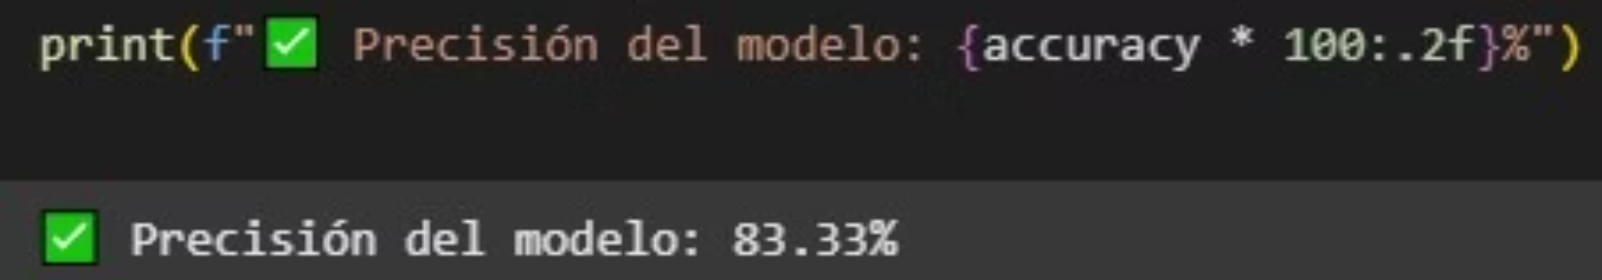 print(f"✅ Precisión del modelo: {accuracy * 100:.2f}%")
✅ Precisión del modelo: 83.33%